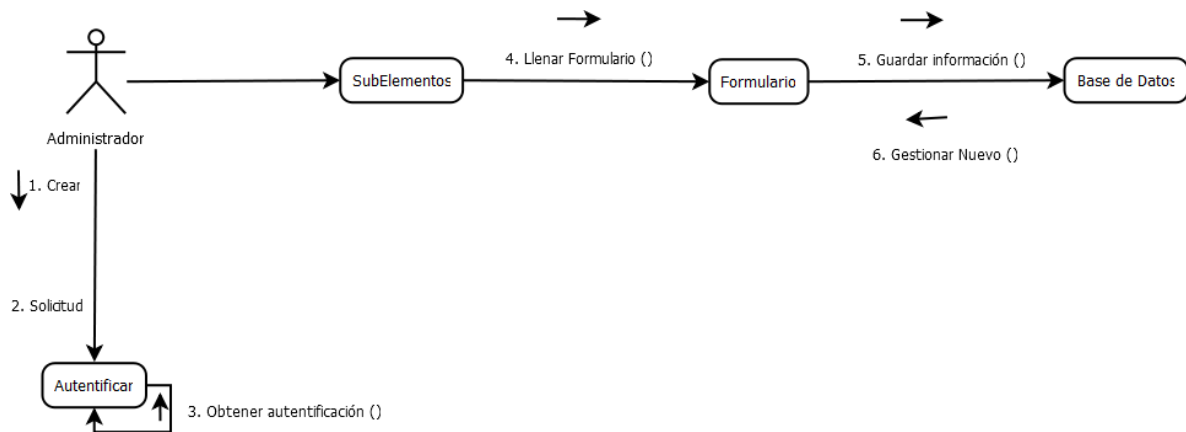 4. Llenar Formulario ()
5. Guardar información ()
SubElementos
Formulario
Base de Datos
Administrador
6. Gestionar Nuevo ()
1. Crear
2. Solicitud
Autentificar
3. Obtener autentificación ()